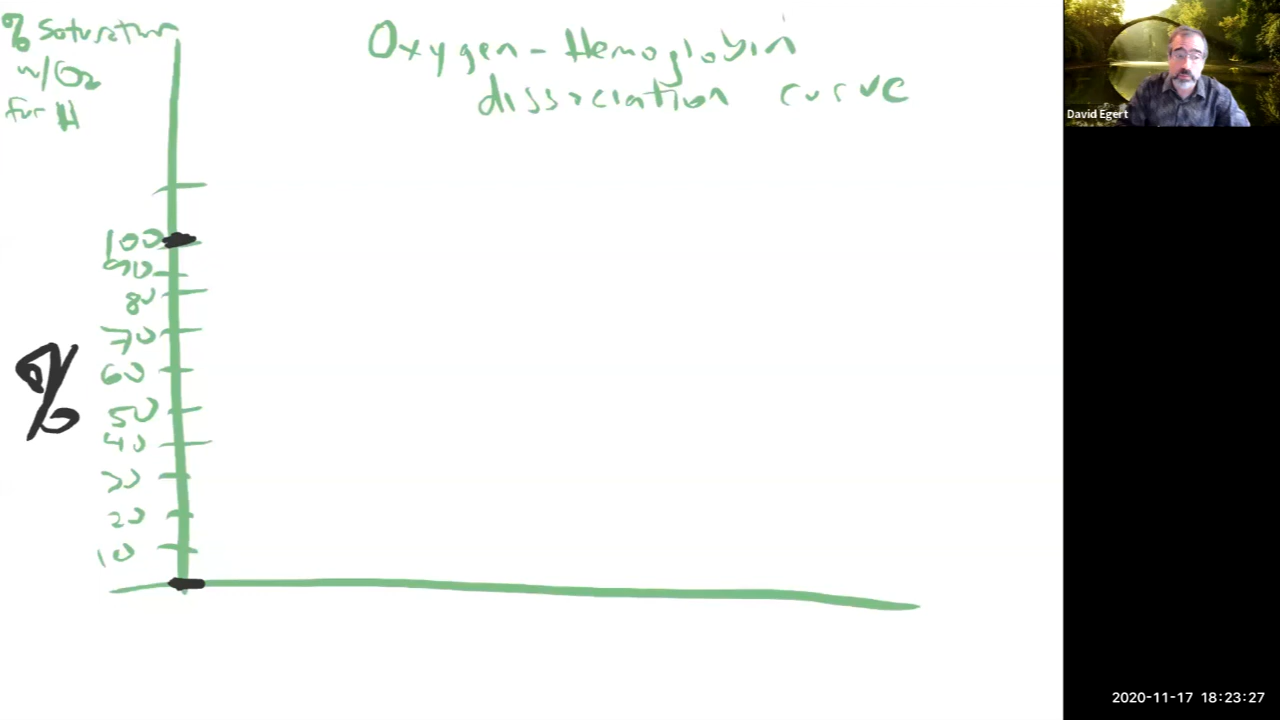 % Saturation
w/O2
for H
Oxygen-Hemoglobin
dissociation curve
100
90
80
70
60
50
40
30
20
10
%
David Egert
2020-11-17 18:23:27